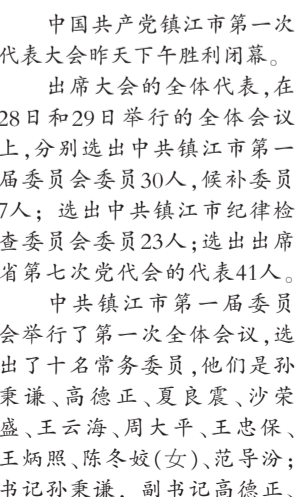 中国共产党镇江市第一次
代表大会昨天下午胜利闭幕。
出席大会的全体代表,在
28日和29日举行的全体会议
上,分别选出中共镇江市第一
届委员会委员30人,候补委员
7人；选出中共镇江市纪律检
查委员会委员23人;选出出席
省第七次党代会的代表41人。
中共镇江市第一届委员
会举行了第一次全体会议,选
出了十名常务委员,他们是孙
秉谦、高德正、夏良震、沙荣
盛、王云海、周大平、王忠保、
王炳照、陈冬姣(女)、范导汾;
书记孙秉谦，副书记高德正、